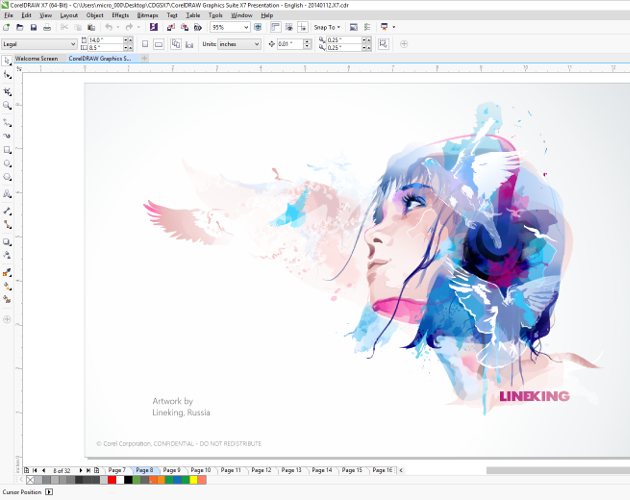 CorelDRAW X7 (64-Bit) - C:\Users\micro_000\Desktop\CDGSX7\CorelDRAW Graphics Suite X7 Presentation - English - 20140112.X7.cdr
File Edit View Layout Object Effects Bitmaps Text Table Tools Window Help
95% Snap To
Legal 14.0 " 8.5 " Units: inches 0.01 " 0.25 " 0.25 "
Welcome Screen CorelDRAW Graphics S...
LINEKING
Artwork by
Lineking, Russia
© Corel Corporation, CONFIDENTIAL - DO NOT REDISTRIBUTE
8 of 32 Page 7 Page 8 Page 9 Page 10 Page 11 Page 12 Page 13 Page 14 Page 15 Page 16
Cursor Position